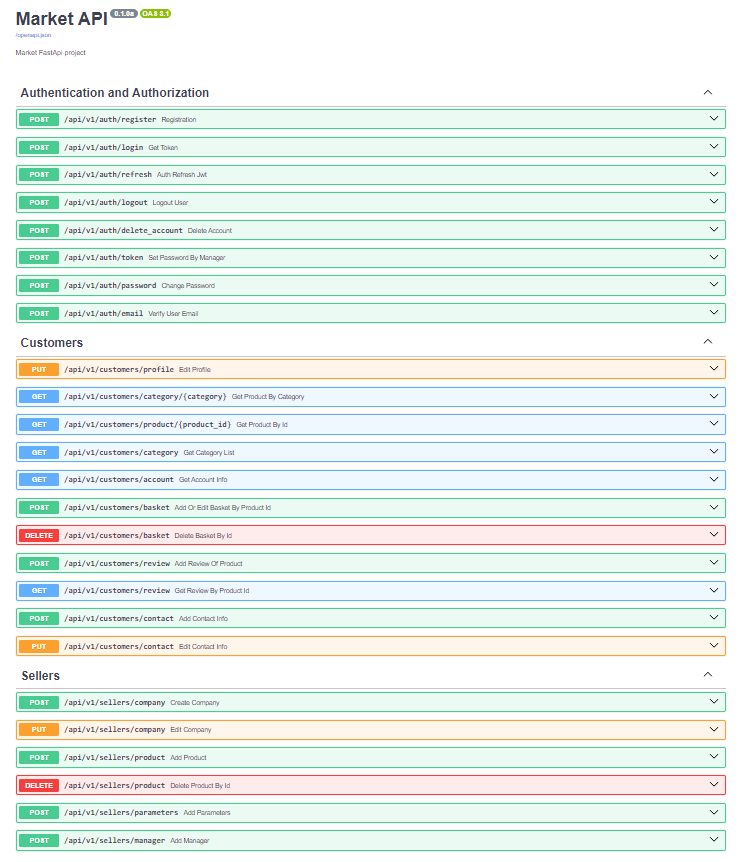 Market API 0.1.0a OAS 3.1
/openapi.json
Market FastApi project
Authentication and Authorization
POST /api/v1/auth/register Registration
POST /api/v1/auth/login Get Token
POST /api/v1/auth/refresh Auth Refresh Jwt
POST /api/v1/auth/logout Logout User
POST /api/v1/auth/delete_account Delete Account
POST /api/v1/auth/token Set Password By Manager
POST /api/v1/auth/password Change Password
POST /api/v1/auth/email Verify User Email
Customers
PUT /api/v1/customers/profile Edit Profile
GET /api/v1/customers/category/{category} Get Product By Category
GET /api/v1/customers/product/{product_id} Get Product By Id
GET /api/v1/customers/category Get Category List
GET /api/v1/customers/account Get Account Info
POST /api/v1/customers/basket Add Or Edit Basket By Product Id
DELETE /api/v1/customers/basket Delete Basket By Id
POST /api/v1/customers/review Add Review Of Product
GET /api/v1/customers/review Get Review By Product Id
POST /api/v1/customers/contact Add Contact Info
PUT /api/v1/customers/contact Edit Contact Info
Sellers
POST /api/v1/sellers/company Create Company
PUT /api/v1/sellers/company Edit Company
POST /api/v1/sellers/product Add Product
DELETE /api/v1/sellers/product Delete Product By Id
POST /api/v1/sellers/parameters Add Parameters
POST /api/v1/sellers/manager Add Manager